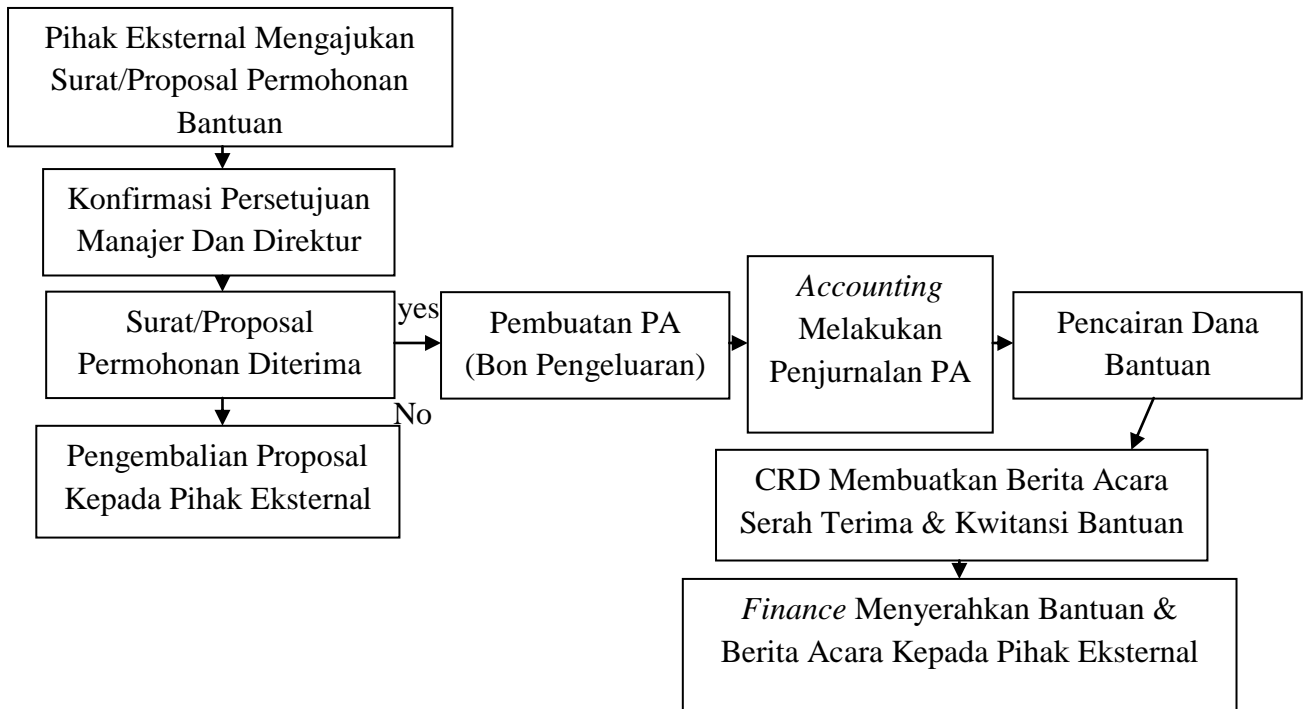 Pihak Eksternal Mengajukan
Surat/Proposal Permohonan
Bantuan
Konfirmasi Persetujuan
Manajer Dan Direktur
Surat/Proposal
Permohonan Diterima
yes
No
Pengembalian Proposal
Kepada Pihak Eksternal
Pembuatan PA
(Bon Pengeluaran)
Accounting
Melakukan
Penjurnalan PA
Pencairan Dana
Bantuan
CRD Membuatkan Berita Acara
Serah Terima & Kwitansi Bantuan
Finance Menyerahkan Bantuan &
Berita Acara Kepada Pihak Eksternal